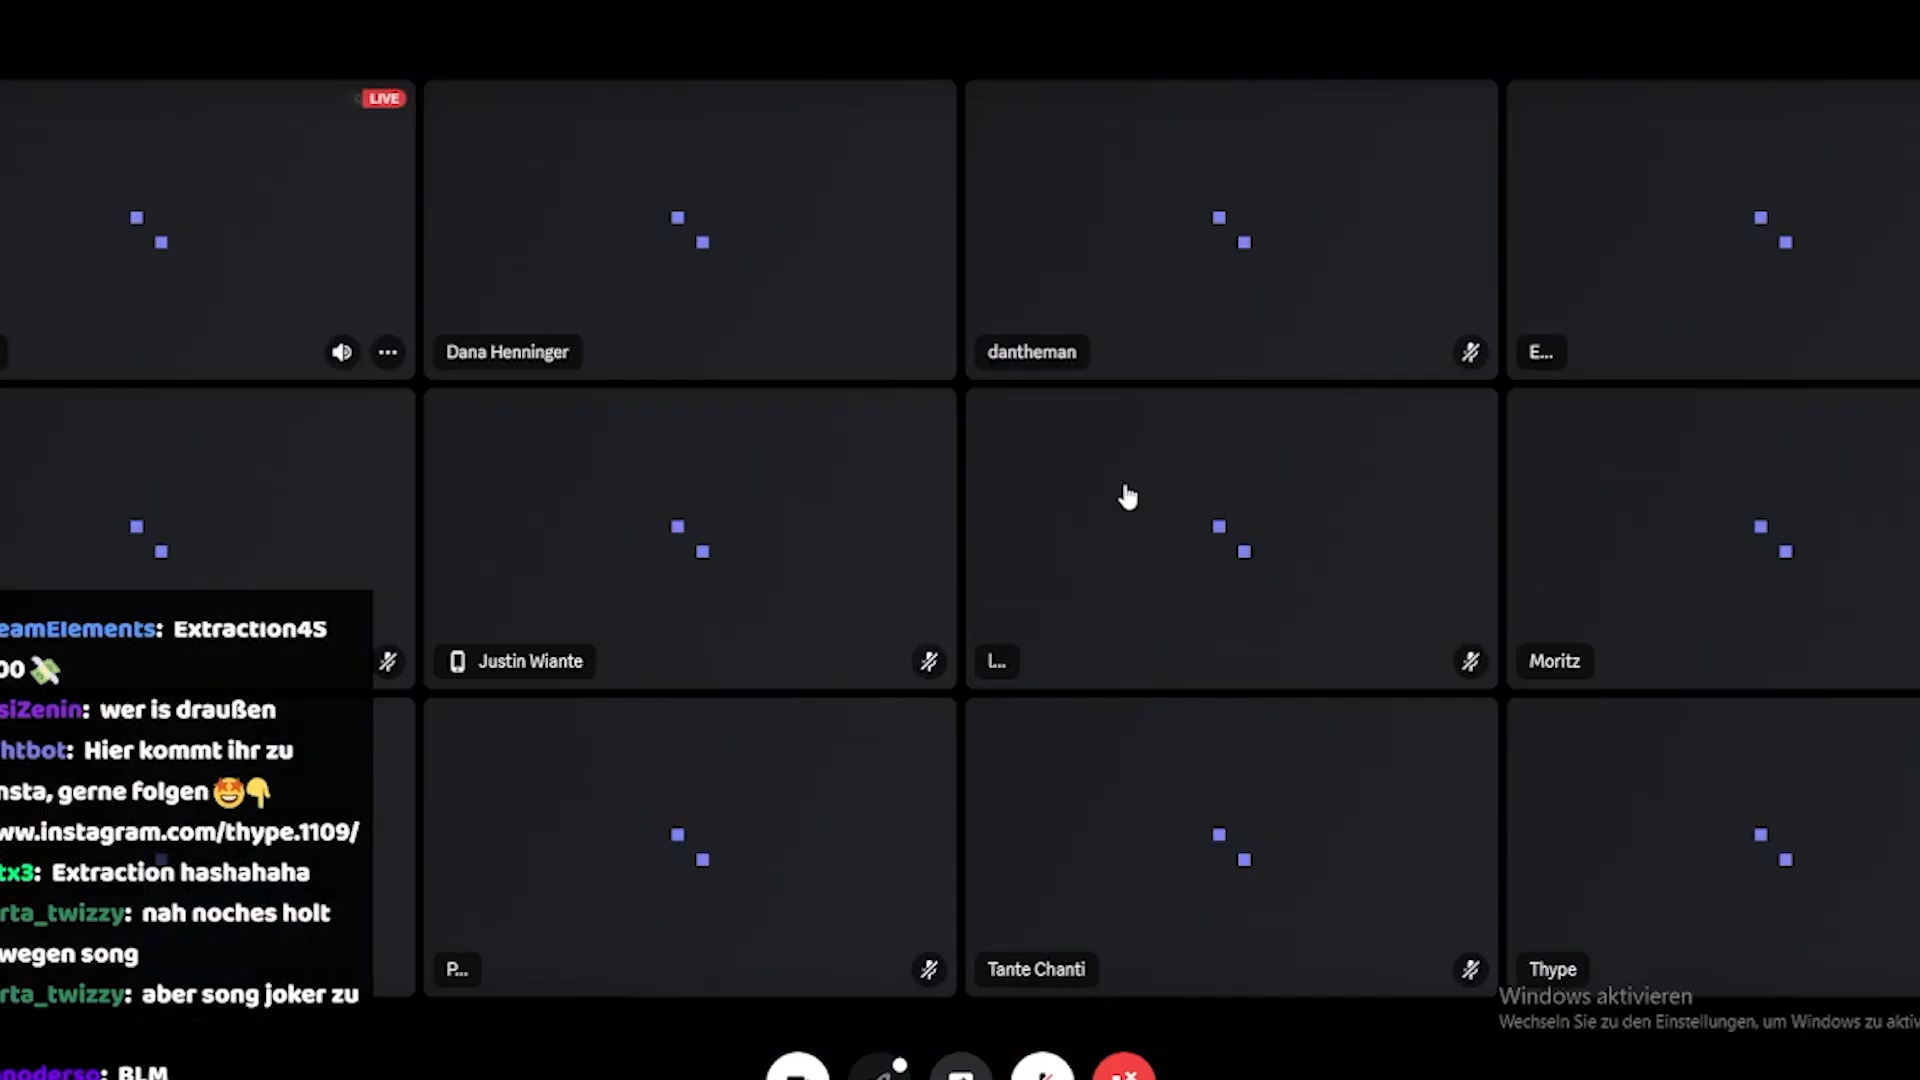 LIVE
Dana Henninger
dantheman
E...
Justin Wiante
L...
Moritz
eamElements: Extraction45
00 💸
siZenin: wer is draußen
htbot: Hier kommt ihr zu
nsta, gerne folgen 🤩👇
ww.instagram.com/thype.1109/
tx3: Extraction hashahaha
rta_twizzy: nah noches holt
wegen song
rta_twizzy: aber song joker zu
noderso: BLM
P...
Tante Chanti
Thype
Windows aktivieren
Wechseln Sie zu den Einstellungen, um Windows zu aktiv